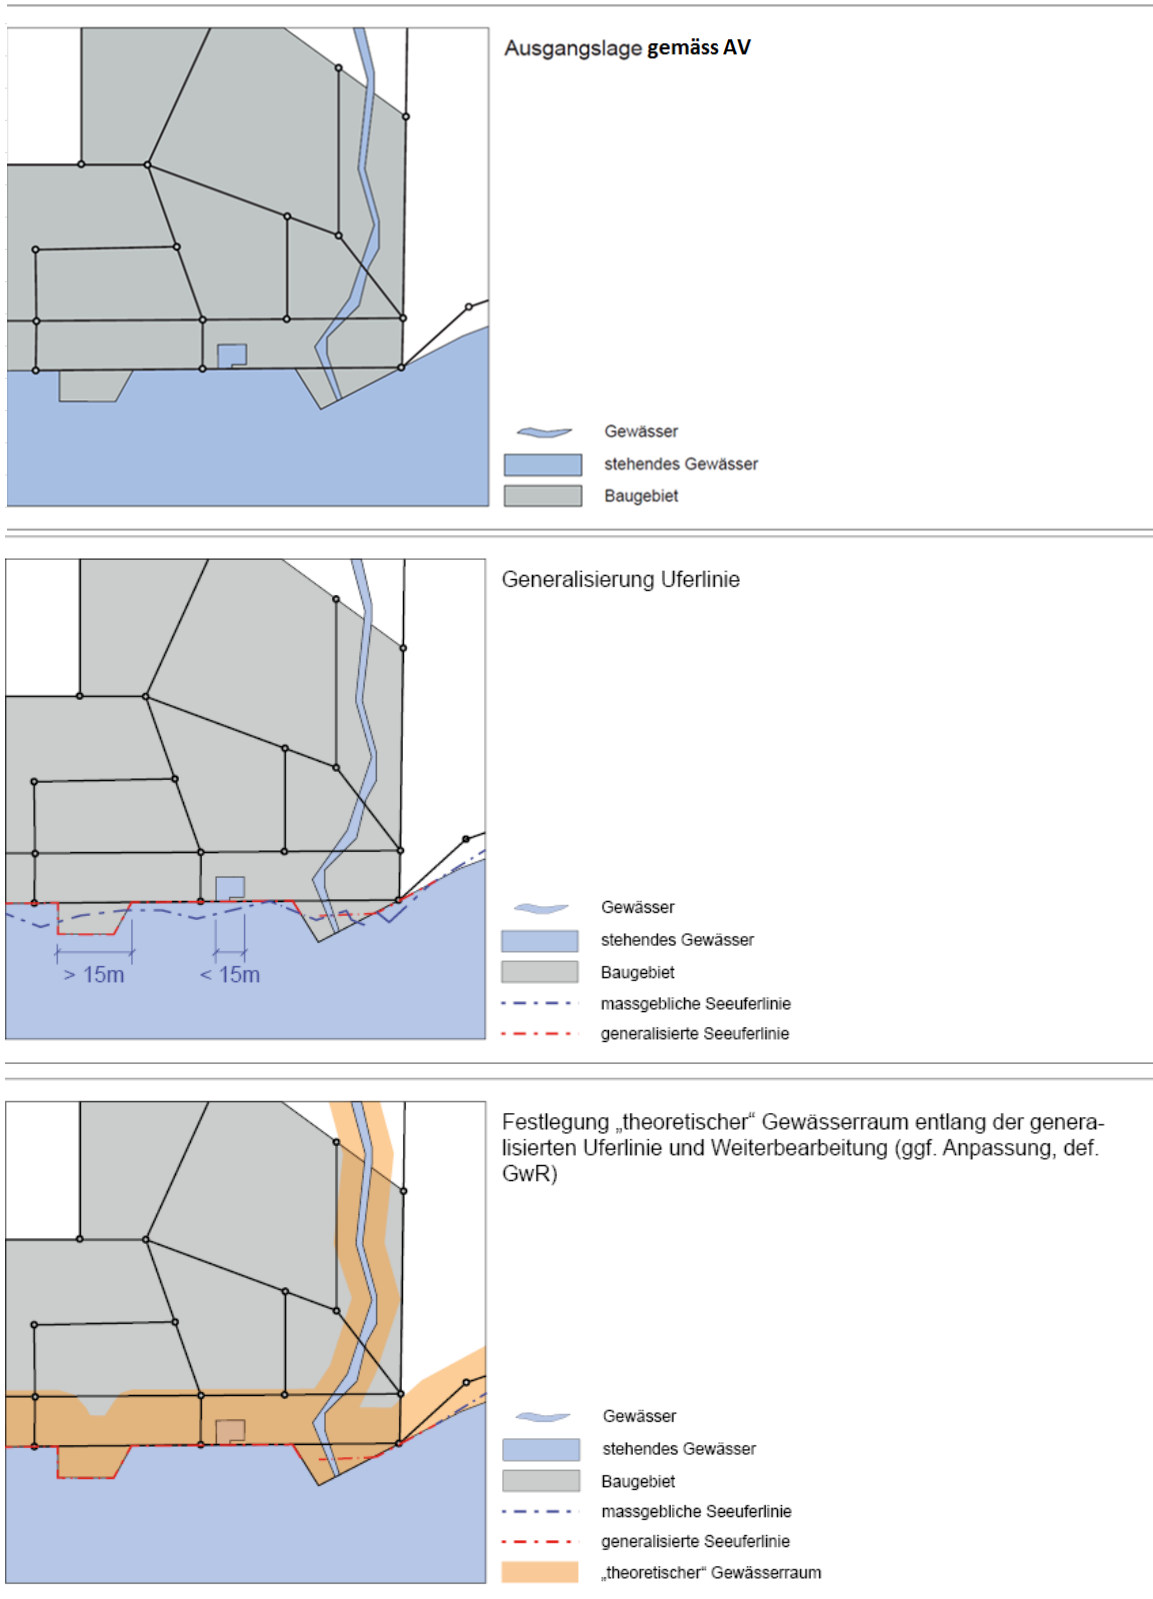 Ausgangslage gemäss AV
Gewässer
stehendes Gewässer
Baugebiet
Generalisierung Uferlinie
> 15m
< 15m
Gewässer
stehendes Gewässer
Baugebiet
massgebliche Seeuferlinie
generalisierte Seeuferlinie
Festlegung „theoretischer“ Gewässerraum entlang der genera-
lisierten Uferlinie und Weiterbearbeitung (ggf. Anpassung, def.
GwR)
Gewässer
stehendes Gewässer
Baugebiet
massgebliche Seeuferlinie
generalisierte Seeuferlinie
„theoretischer“ Gewässerraum